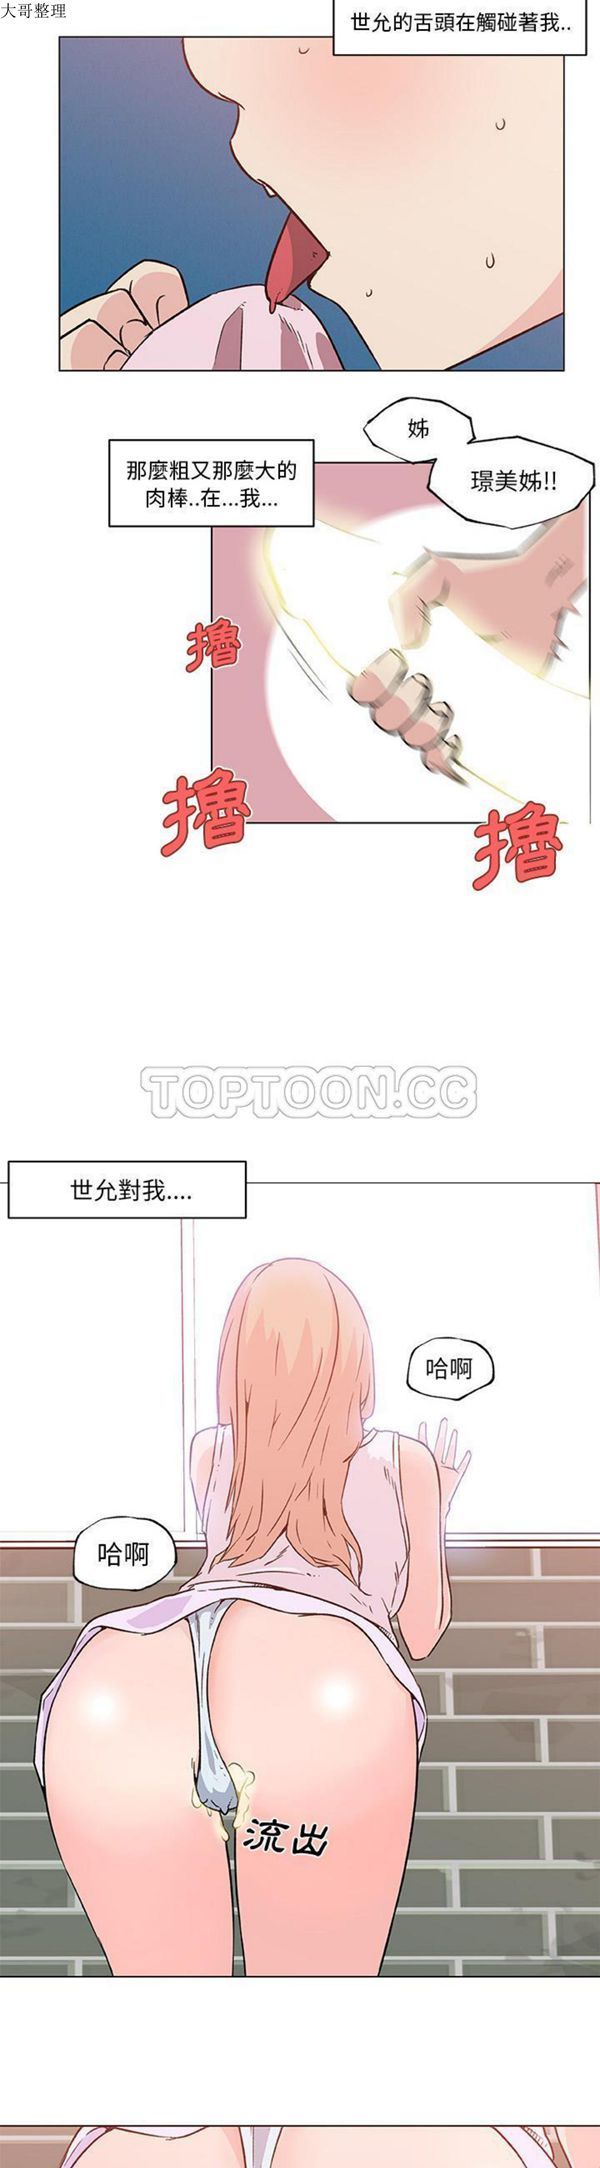 大哥整理
世允的舌頭在觸碰著我..
姊
璟美姊!!
那麼粗又那麼大的
肉棒..在...我...
擼
擼
擼
TOPTOON.CC
世允對我....
哈啊
哈啊
流出